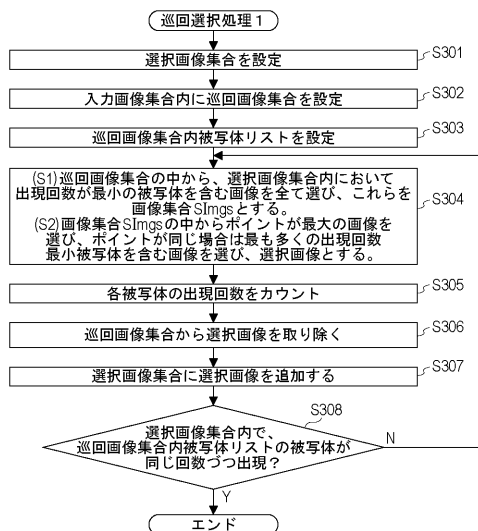 巡回選択処理1
選択画像集合を設定
S301
入力画像集合内に巡回画像集合を設定
S302
巡回画像集合内被写体リストを設定
S303
(S1)巡回画像集合の中から、選択画像集合内において
出現回数が最小の被写体を含む画像を全て選び、これらを
画像集合SImgsとする。
(S2)画像集合SImgsの中からポイントが最大の画像を
選び、ポイントが同じ場合は最も多くの出現回数
最小被写体を含む画像を選び、選択画像とする。
S304
各被写体の出現回数をカウント
S305
巡回画像集合から選択画像を取り除く
S306
選択画像集合に選択画像を追加する
S307
S308
選択画像集合内で、
巡回画像集合内被写体リストの被写体が
同じ回数づつ出現?
N
Y
エンド